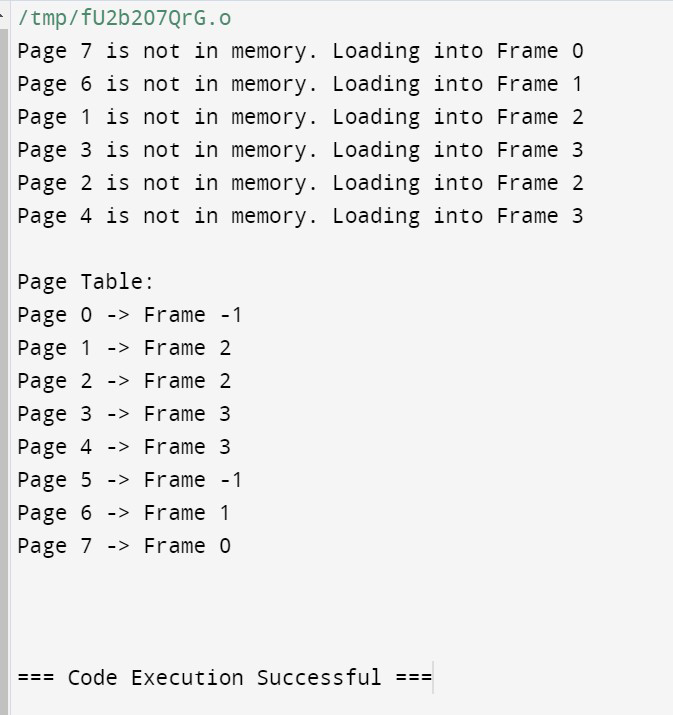 /tmp/fU2b2O7QrG.o
Page 7 is not in memory. Loading into Frame 0
Page 6 is not in memory. Loading into Frame 1
Page 1 is not in memory. Loading into Frame 2
Page 3 is not in memory. Loading into Frame 3
Page 2 is not in memory. Loading into Frame 2
Page 4 is not in memory. Loading into Frame 3
Page Table:
Page 0 -> Frame -1
Page 1 -> Frame 2
Page 2 -> Frame 2
Page 3 -> Frame 3
Page 4 -> Frame 3
Page 5 -> Frame -1
Page 6 -> Frame 1
Page 7 -> Frame 0
=== Code Execution Successful ===